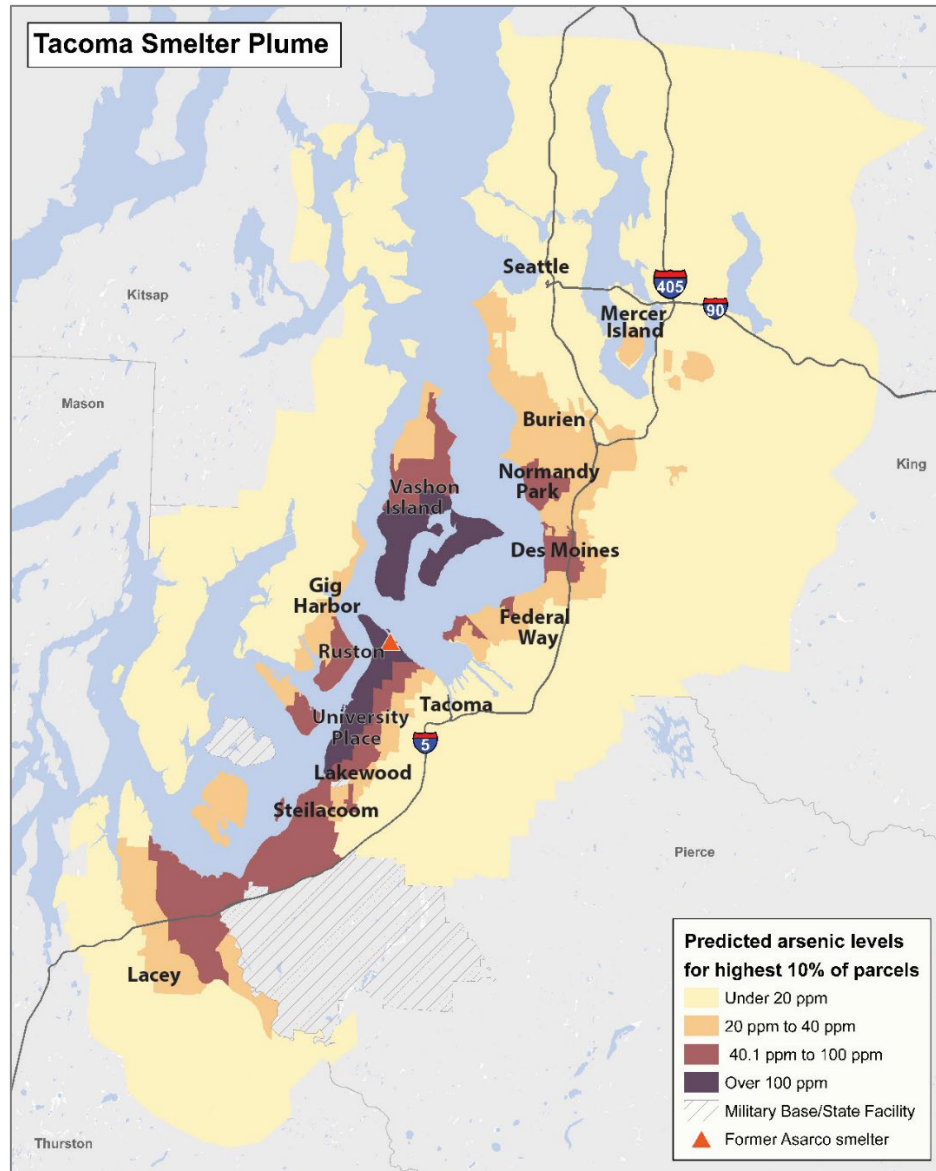 Tacoma Smelter Plume
Seattle
405
90
Mercer
Island
Kitsap
Mason
Burien
King
Normandy
Park
Vashon
Island
Des Moines
Gig
Harbor
Federal
Way
Ruston
Tacoma
University
Place
5
Lakewood
Steilacoom
Pierce
Lacey
Thurston
Predicted arsenic levels
for highest 10% of parcels
Under 20 ppm
20 ppm to 40 ppm
40.1 ppm to 100 ppm
Over 100 ppm
Military Base/State Facility
Former Asarco smelter